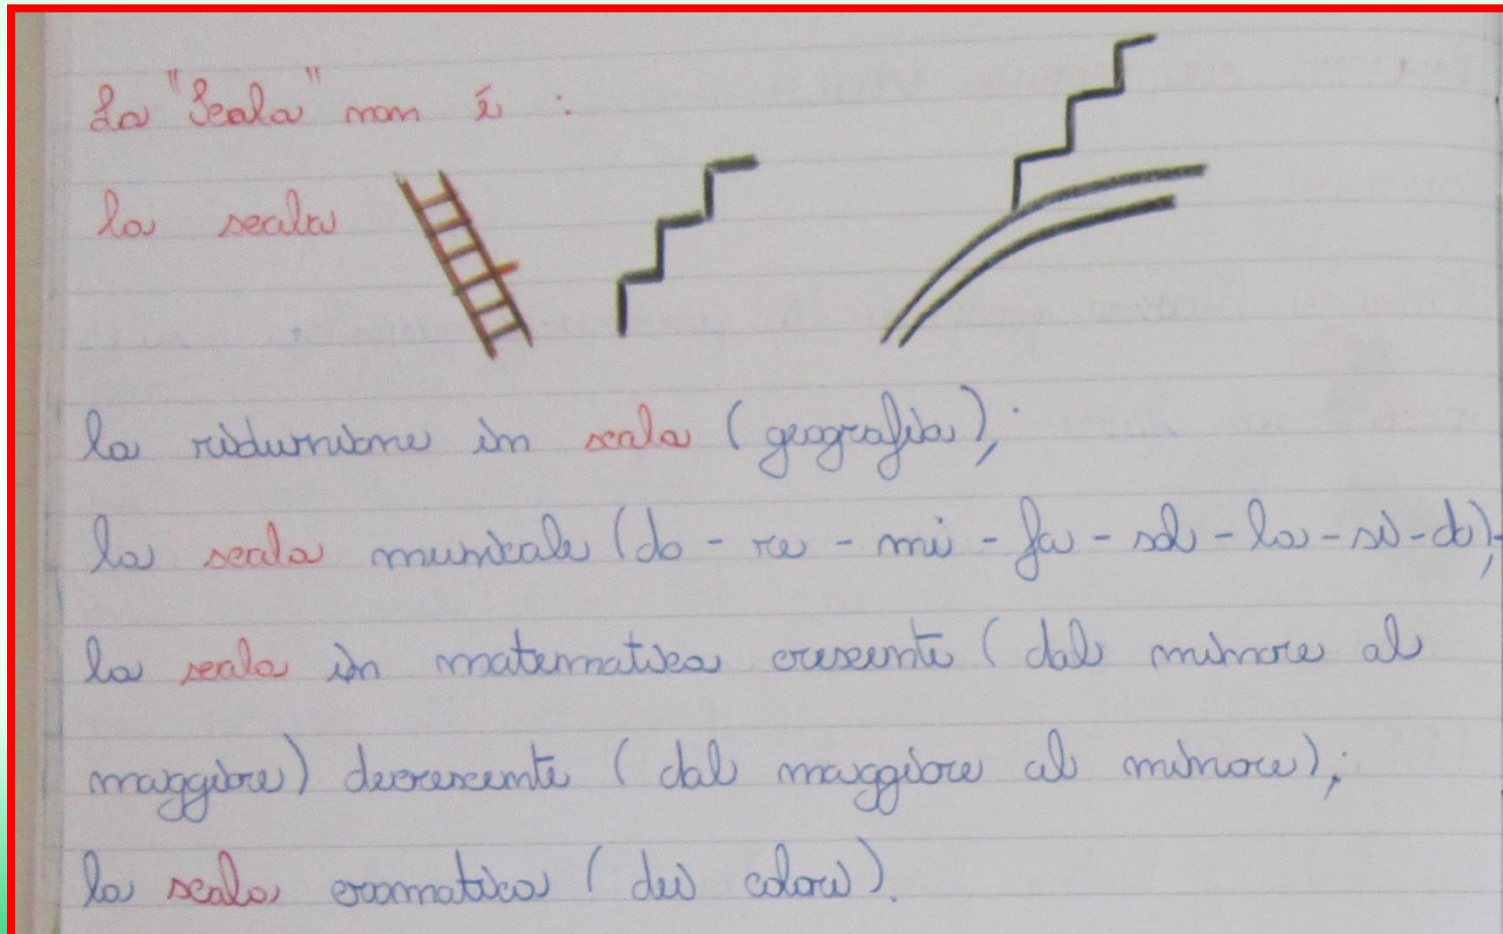 La "Scala" non è :
la scala
la riduzione in scala (geografia);
la scala musicale (do - re - mi - fa - sol - la - si - do);
la scala in matematica crescente (dal minore al
maggiore) decrescente (dal maggiore al minore);
la scala cromatica (dei colori).